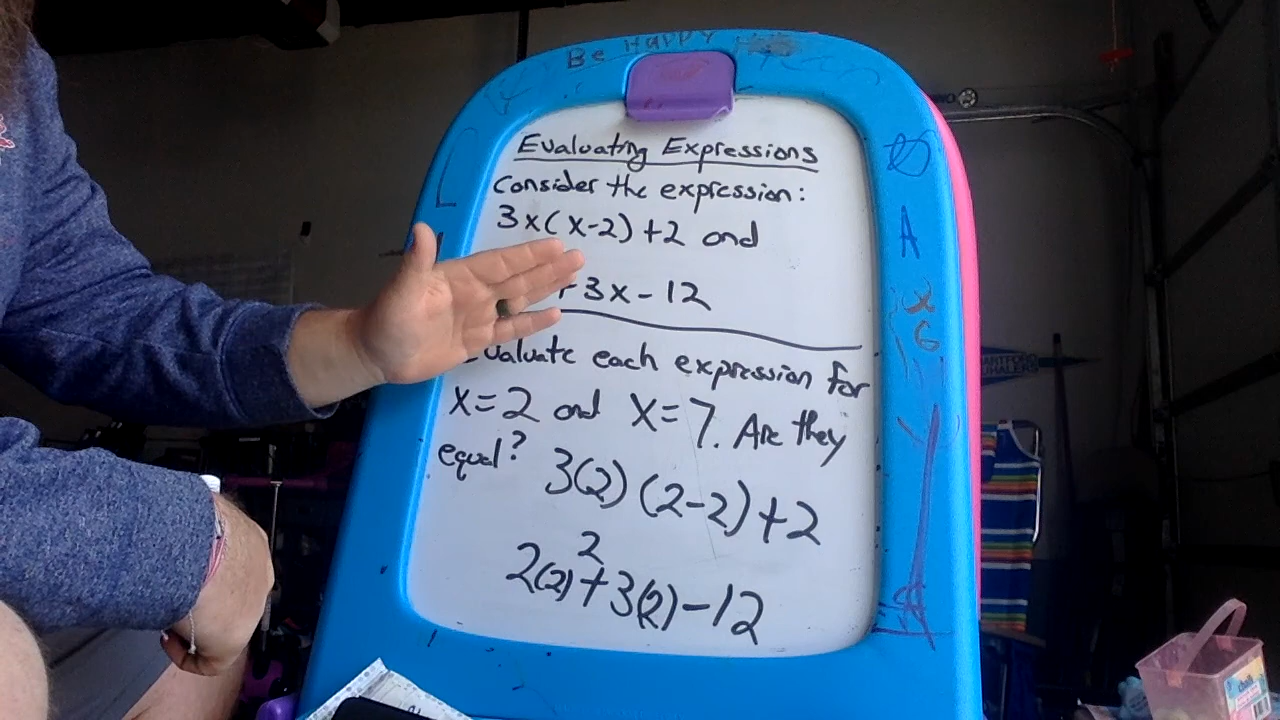 Be Happy
Evaluating Expressions
Consider the expression:
3x(x-2)+2 and
+3x-12
Evaluate each expression for
x=2 and x=7. Are they
equal?
3(2)(2-2)+2
2(2)²+3(2)-12
A
G